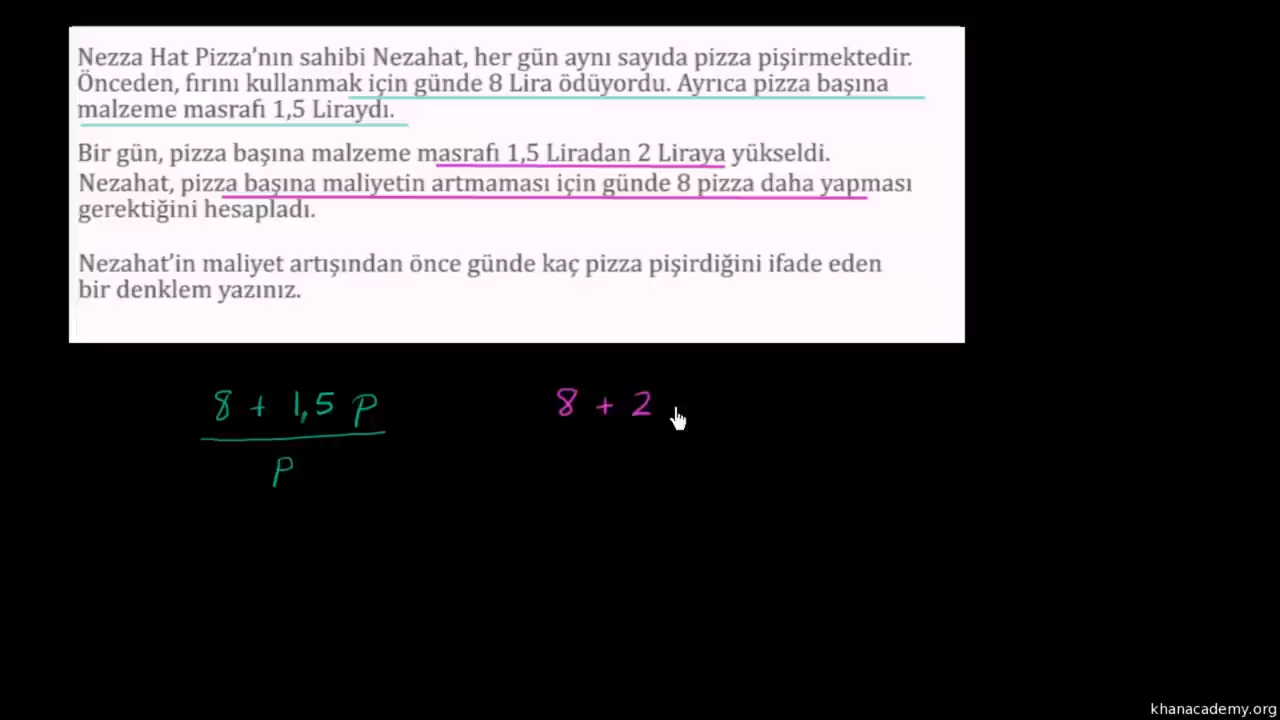 Nezza Hat Pizza’nın sahibi Nezahat, her gün aynı sayıda pizza pişirmektedir.
Önceden, fırını kullanmak için günde 8 Lira ödüyordu. Ayrıca pizza başına
malzeme masrafı 1,5 Liraydı.
Bir gün, pizza başına malzeme masrafı 1,5 Liradan 2 Liraya yükseldi.
Nezahat, pizza başına maliyetin artmaması için günde 8 pizza daha yapması
gerektiğini hesapladı.
Nezahat’in maliyet artışından önce günde kaç pizza pişirdiğini ifade eden
bir denklem yazınız.
8 + 1,5 p
p
8 + 2
khanacademy.org